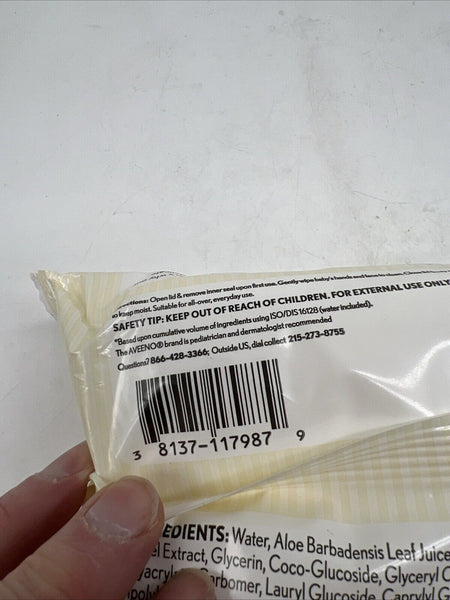 Open lid & remove inner seal upon first use. Gently wipe baby's hands and face to clean.
to keep moist. Suitable for all-over, everyday use.
SAFETY TIP: KEEP OUT OF REACH OF CHILDREN. FOR EXTERNAL USE ONLY
*Based upon cumulative volume of ingredients using ISO/DIS 16128 (water included).
The AVEENO® brand is pediatrician and dermatologist recommended
Questions? 866-428-3366; Outside US, dial collect 215-273-8755
3 8137-117987 9
EDIENTS: Water, Aloe Barbadensis Leaf Juice
Extract, Glycerin, Coco-Glucoside, Glyceryl
Carbomer, Lauryl Glucoside, Caprylyl G